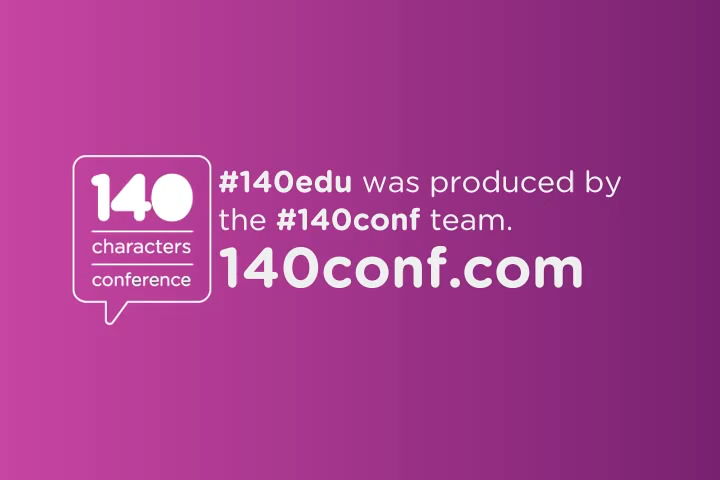 140
characters
conference
#140edu was produced by
the #140conf team.
140conf.com